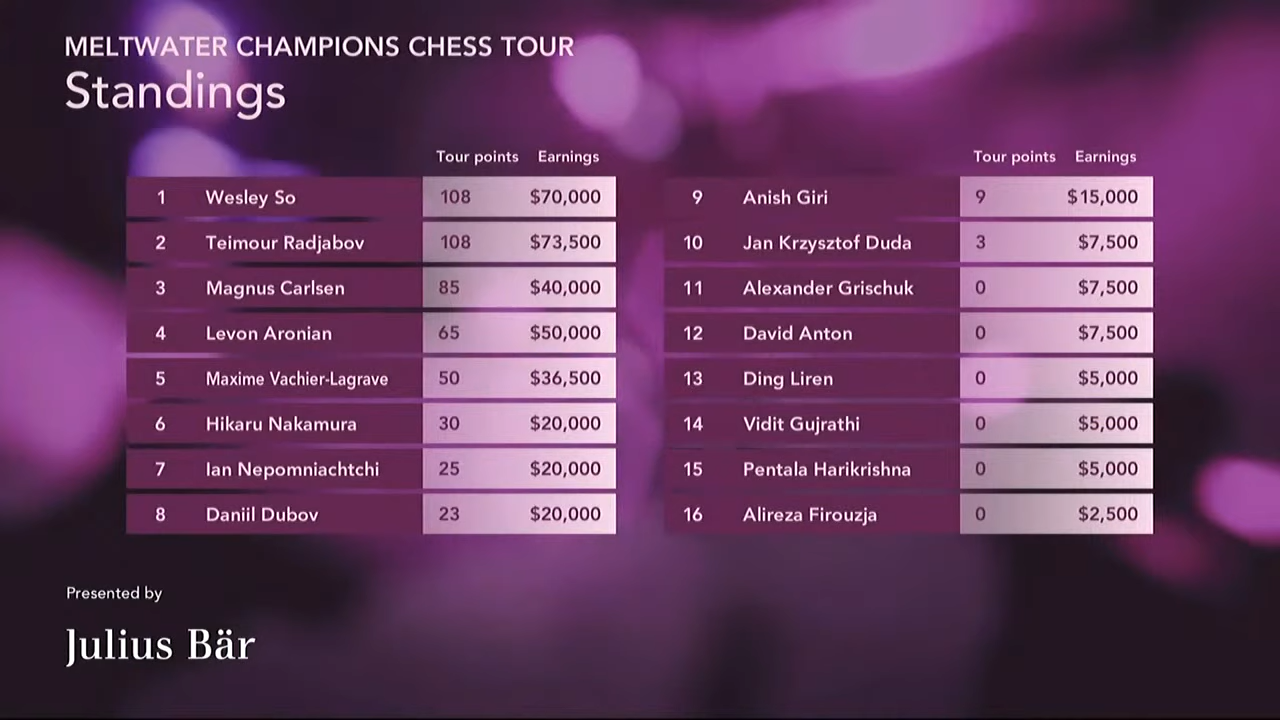 MELTWATER CHAMPIONS CHESS TOUR
Standings
Tour points Earnings
1 Wesley So 108 $70,000
2 Teimour Radjabov 108 $73,500
3 Magnus Carlsen 85 $40,000
4 Levon Aronian 65 $50,000
5 Maxime Vachier-Lagrave 50 $36,500
6 Hikaru Nakamura 30 $20,000
7 Ian Nepomniachtchi 25 $20,000
8 Daniil Dubov 23 $20,000
Tour points Earnings
9 Anish Giri 9 $15,000
10 Jan Krzysztof Duda 3 $7,500
11 Alexander Grischuk 0 $7,500
12 David Anton 0 $7,500
13 Ding Liren 0 $5,000
14 Vidit Gujrathi 0 $5,000
15 Pentala Harikrishna 0 $5,000
16 Alireza Firouzja 0 $2,500
Presented by
Julius Bär